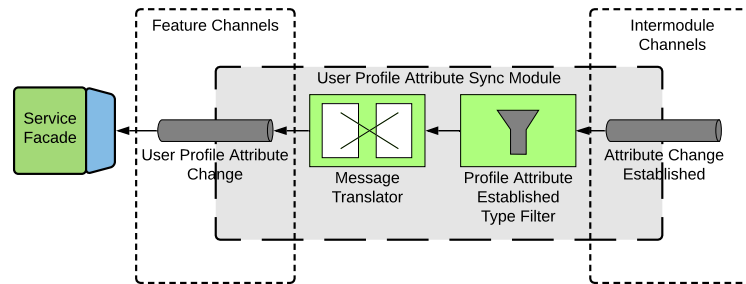 Feature Channels
Intermodule
Channels
User Profile Attribute Sync Module
Service
Facade
User Profile Attribute
Change
Message
Translator
Profile Attribute
Established
Type Filter
Attribute Change
Established